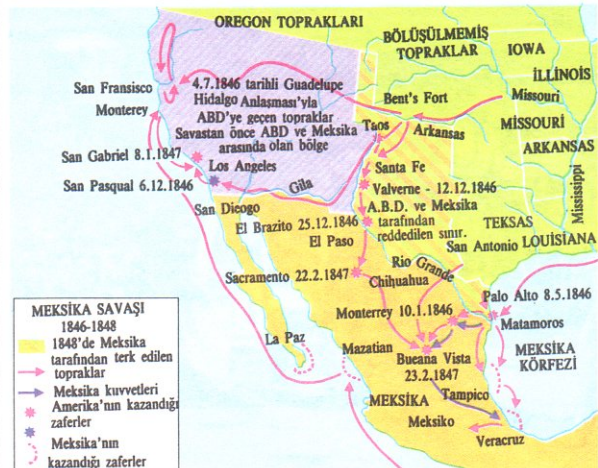 OREGON TOPRAKLARI
BÖLÜŞÜLMEMİŞ
TOPRAKLAR
IOWA
İLLİNOİS
San Fransisco
Monterey
4.7.1846 tarihli Guadelupe
Hidalgo Anlaşması'yla
ABD'ye geçen topraklar
Savastan önce ABD ve Meksika
arasında olan bölge
Bent's Fort
Missouri
Taos
Arkansas
MİSSOURİ
ARKANSAS
San Gabriel 8.1.1847
Los Angeles
San Pasqual 6.12.1846
Gila
Santa Fe
Valverne - 12.12.1846
A.B.D. ve Meksika
tarafından
reddedilen sınır.
Mississippi
San Dieogo
El Brazito 25.12.1846
El Paso
TEKSAS
San Antonio
LOUİSİANA
Sacramento 22.2.1847
Chihuahua
Rio Grande
Palo Alto 8.5.1846
Monterrey 10.1.1846
Matamoros
MEKSİKA SAVAŞI
1846-1848
1848'de Meksika
tarafından terk edilen
topraklar
Meksika kuvvetleri
Amerika'nın kazandığı
zaferler
Meksika'nın
kazandığı zaferler
La Paz
Mazatian
Bueana Vista
23.2.1847
MEKSİKA
KÖRFEZİ
MEKSİKA
Tampico
Meksiko
Veracruz